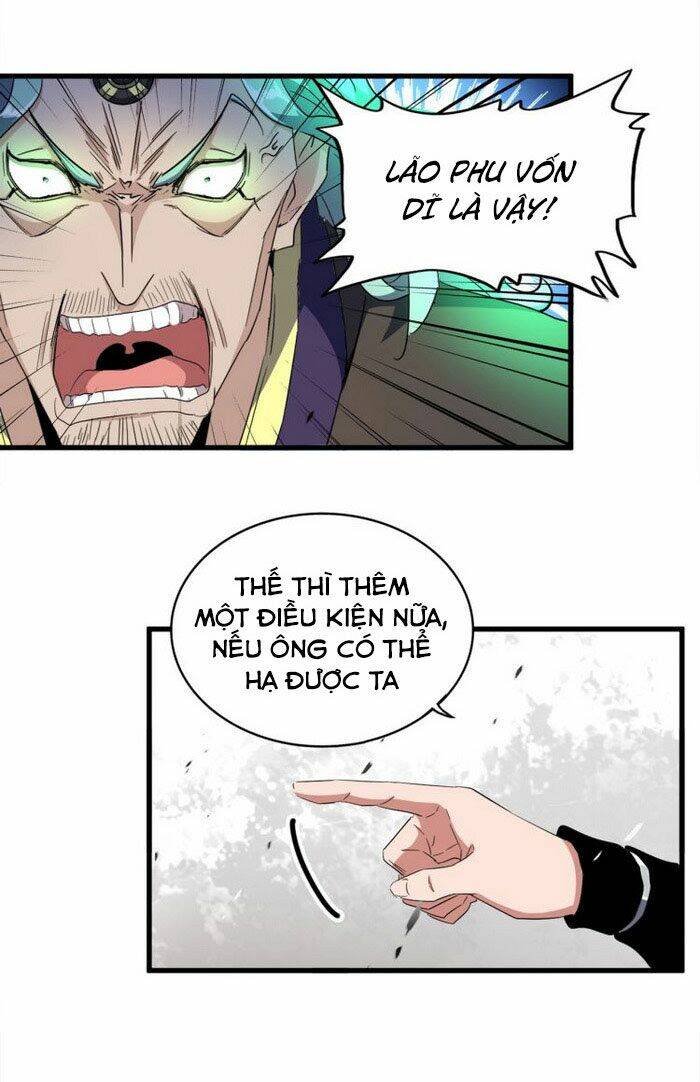 LÃO PHU VỐN
DĨ LÀ VẬY!
THẾ THÌ THÊM
MỘT ĐIỀU KIỆN NỮA,
NẾU ÔNG CÓ THỂ
HẠ ĐƯỢC TA